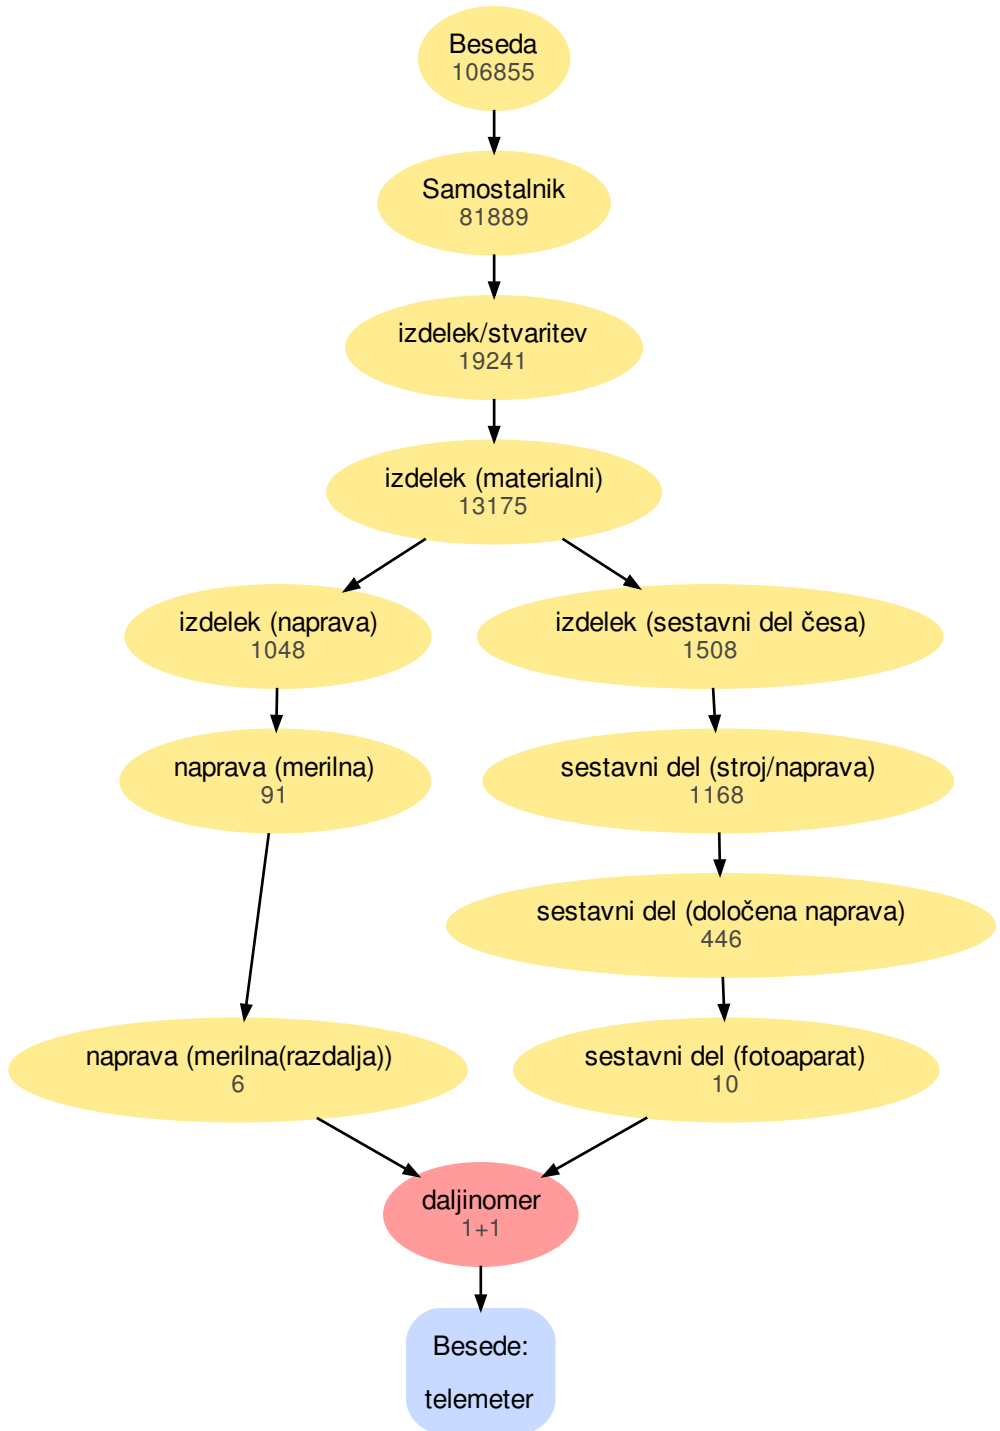 Beseda
106855
Samostalnik
81889
izdelek/stvaritev
19241
izdelek (materialni)
13175
izdelek (naprava)
1048
izdelek (sestavni del česa)
1508
naprava (merilna)
91
sestavni del (stroj/naprava)
1168
sestavni del (določena naprava)
446
naprava (merilna(razdalja))
6
sestavni del (fotoaparat)
10
daljinomer
1+1
Besede:
telemeter